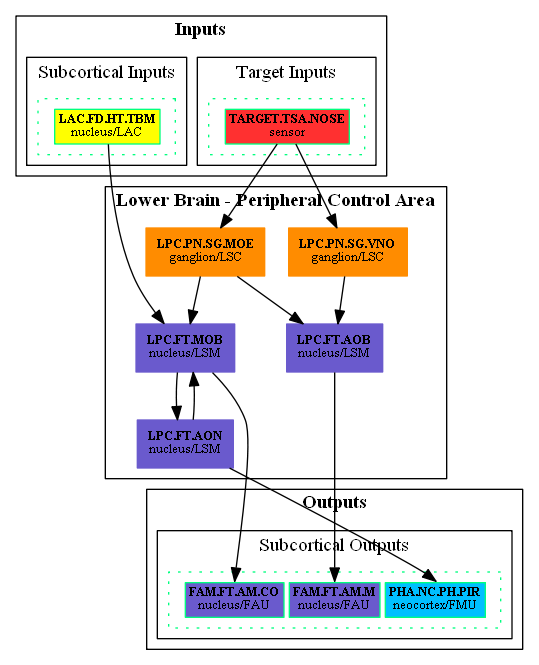 Inputs
Subcortical Inputs
Target Inputs
LAC.FD.HT.TBM
nucleus/LAC
TARGET.TSA.NOSE
sensor
Lower Brain - Peripheral Control Area
LPC.PN.SG.MOE
ganglion/LSC
LPC.PN.SG.VNO
ganglion/LSC
LPC.FT.MOB
nucleus/LSM
LPC.FT.AOB
nucleus/LSM
LPC.FT.AON
nucleus/LSM
Outputs
Subcortical Outputs
FAM.FT.AM.CO
nucleus/FAU
FAM.FT.AM.M
nucleus/FAU
PHA.NC.PH.PIR
neocortex/FMU